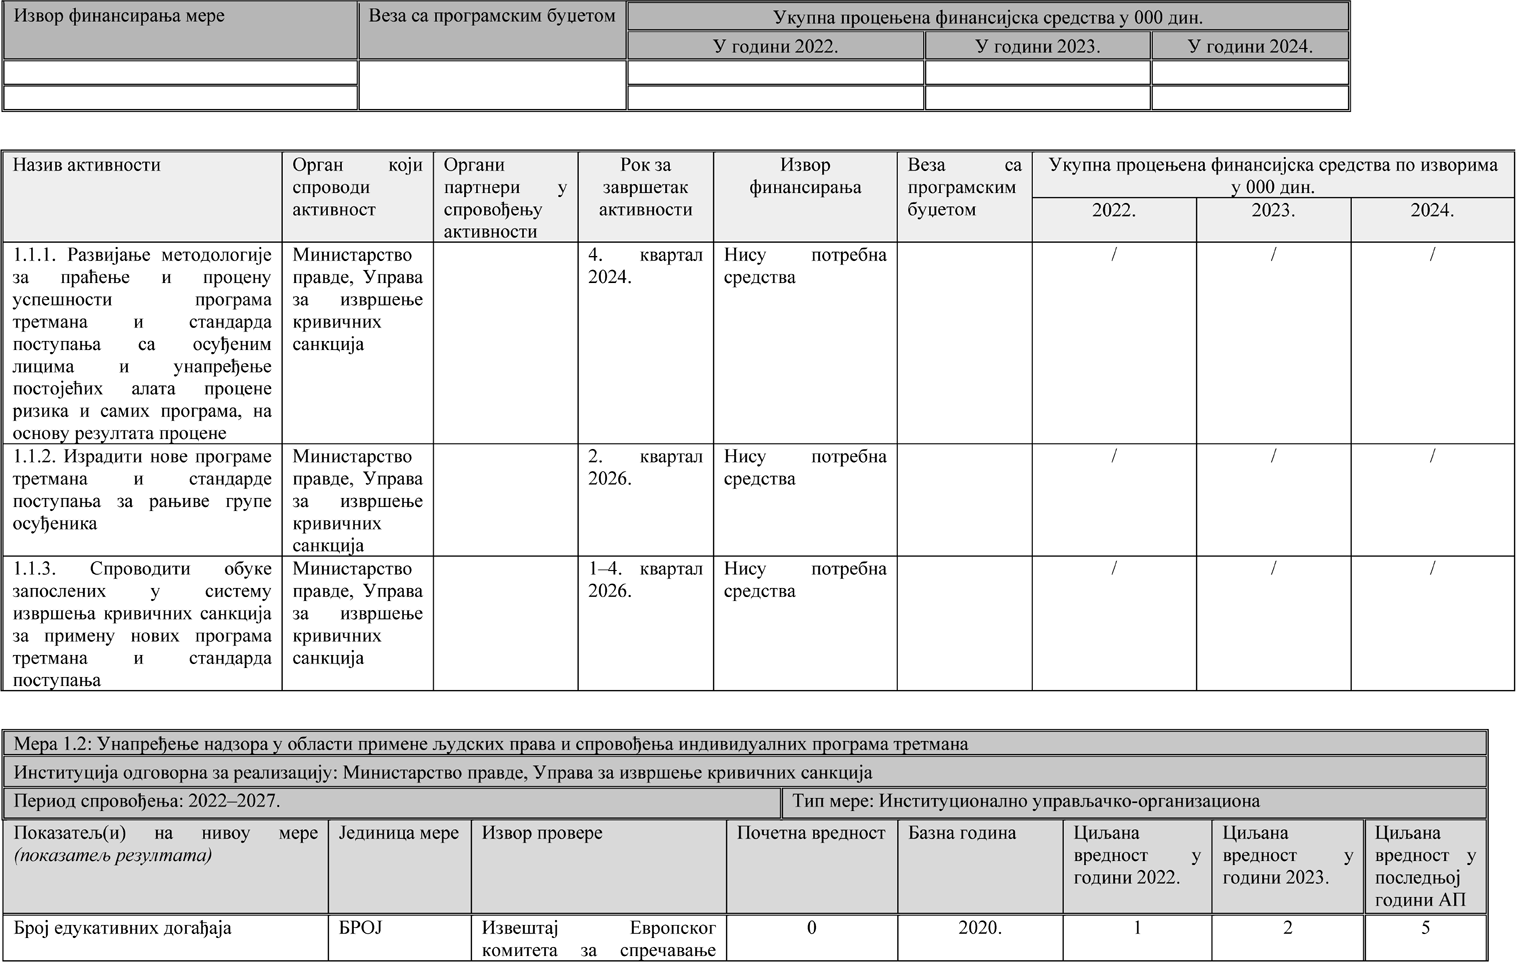 Извор финансирања мере
Веза са програмским буџетом
Укупна процењена финансијска средства у 000 дин.
У години 2022.
У години 2023.
У години 2024.
Назив активности
Орган који
спроводи
активност
Органи
партнери у
спровођењу
активности
Рок за
завршетак
активности
Извор
финансирања
Веза са
програмским
буџетом
Укупна процењена финансијска средства по изворима
у 000 дин.
2022.
2023.
2024.
1.1.1. Развијање методологије
за праћење и процену
успешности програма
третмана и стандарда
поступања са осуђеним
лицима и унапређење
постојећих алата процене
ризика и самих програма, на
основу резултата процене
Министарство
правде, Управа
за извршење
кривичних
санкција
4. квартал
2024.
Нису потребна
средства
/
/
/
1.1.2. Израдити нове програме
третмана и стандарде
поступања за рањиве групе
осуђеника
Министарство
правде, Управа
за извршење
кривичних
санкција
2. квартал
2026.
Нису потребна
средства
/
/
/
1.1.3. Спроводити обуке
запослених у систему
извршења кривичних санкција
за примену нових програма
третмана и стандарда
поступања
Министарство
правде, Управа
за извршење
кривичних
санкција
1–4. квартал
2026.
Нису потребна
средства
/
/
/
Мера 1.2: Унапређење надзора у области примене људских права и спровођења индивидуалних програма третмана
Институција одговорна за реализацију: Министарство правде, Управа за извршење кривичних санкција
Период спровођења: 2022–2027.
Тип мере: Институционално управљачко-организациона
Показатељ(и) на нивоу мере
(показатељ резултата)
Јединица мере
Извор провере
Почетна вредност
Базна година
Циљана
вредност у
години 2022.
Циљана
вредност у
години 2023.
Циљана
вредност у
последњој
години АП
Број едукативних догађаја
БРОЈ
Извештај Европског
комитета за спречавање
0
2020.
1
2
5